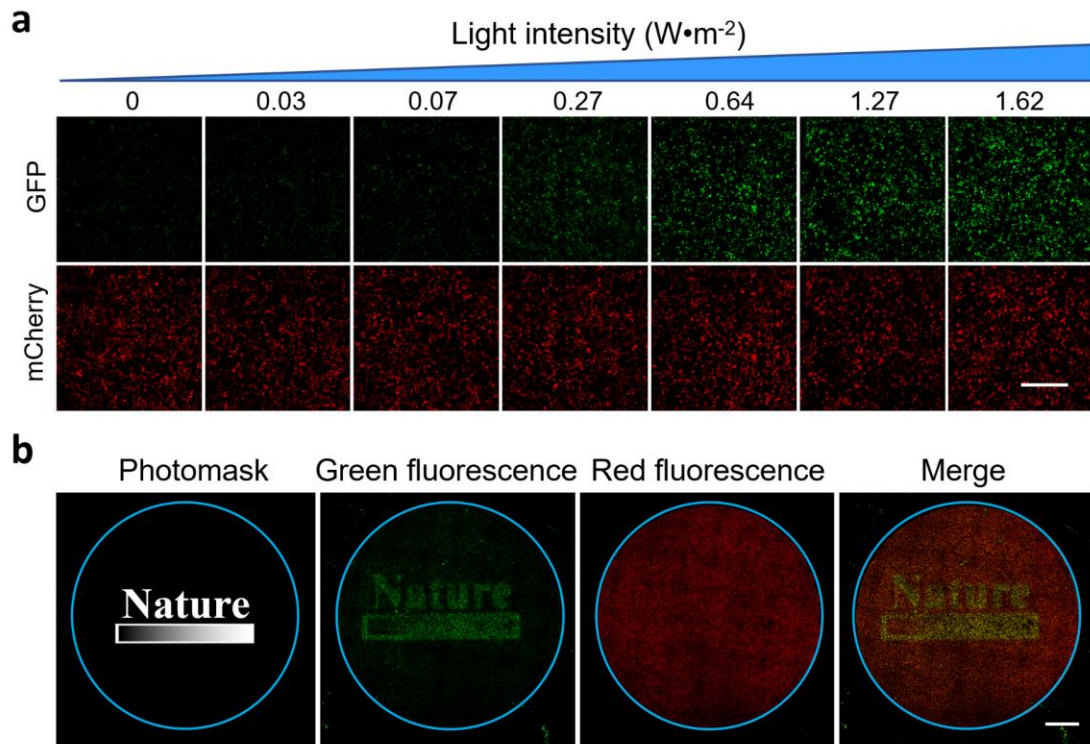 a
Light intensity (W•m⁻²)
0 0.03 0.07 0.27 0.64 1.27 1.62
GFP
mCherry
b
Photomask Green fluorescence Red fluorescence Merge
Nature Nature Nature